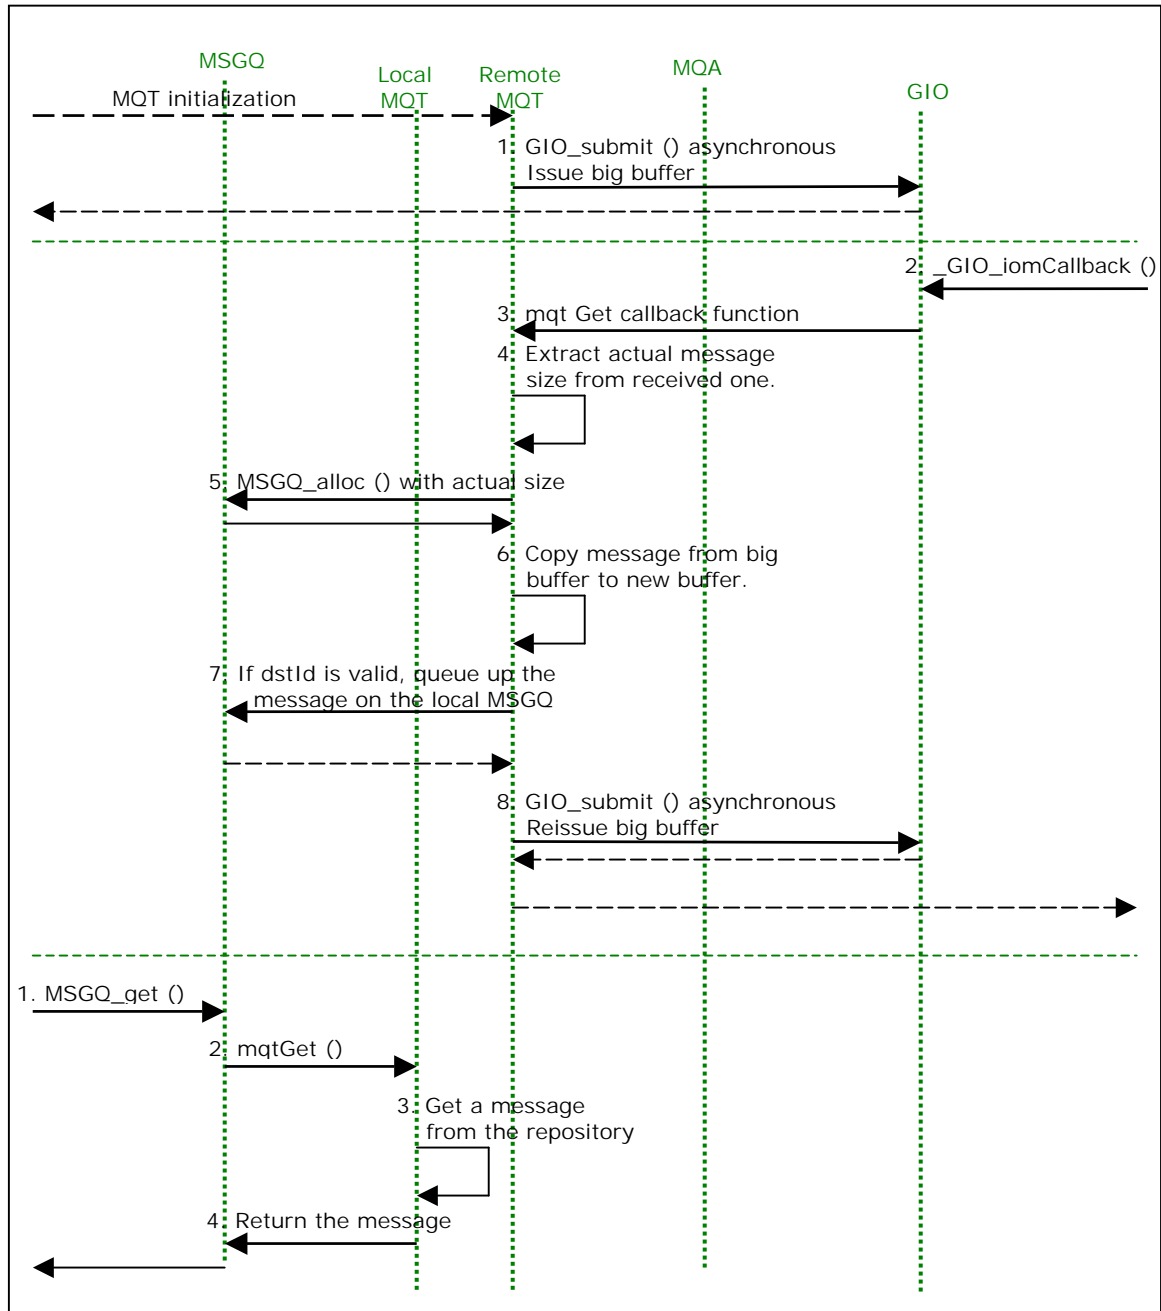 MSGQ
Local
MQT
Remote
MQT
MQA
GIO
MQT initialization
1. GIO_submit () asynchronous
Issue big buffer
2. _GIO_iomCallback ()
3. mqt Get callback function
4. Extract actual message
size from received one.
5. MSGQ_alloc () with actual size
6. Copy message from big
buffer to new buffer.
7. If dstId is valid, queue up the
message on the local MSGQ
8. GIO_submit () asynchronous
Reissue big buffer
1. MSGQ_get ()
2. mqtGet ()
3. Get a message
from the repository
4. Return the message